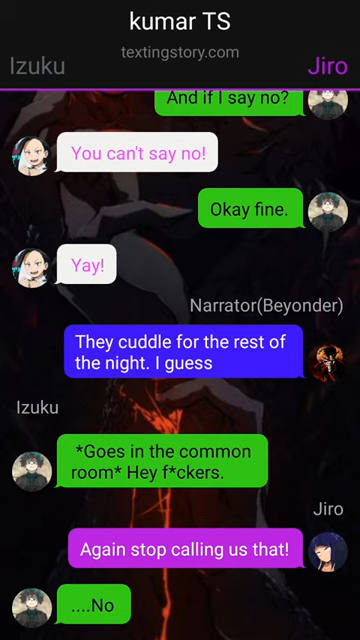 kumar TS
textingstory.com
Izuku
Jiro
And if I say no?
You can't say no!
Okay fine.
Yay!
Narrator(Beyonder)
They cuddle for the rest of
the night. I guess
Izuku
*Goes in the common
room* Hey f*ckers.
Jiro
Again stop calling us that!
....No